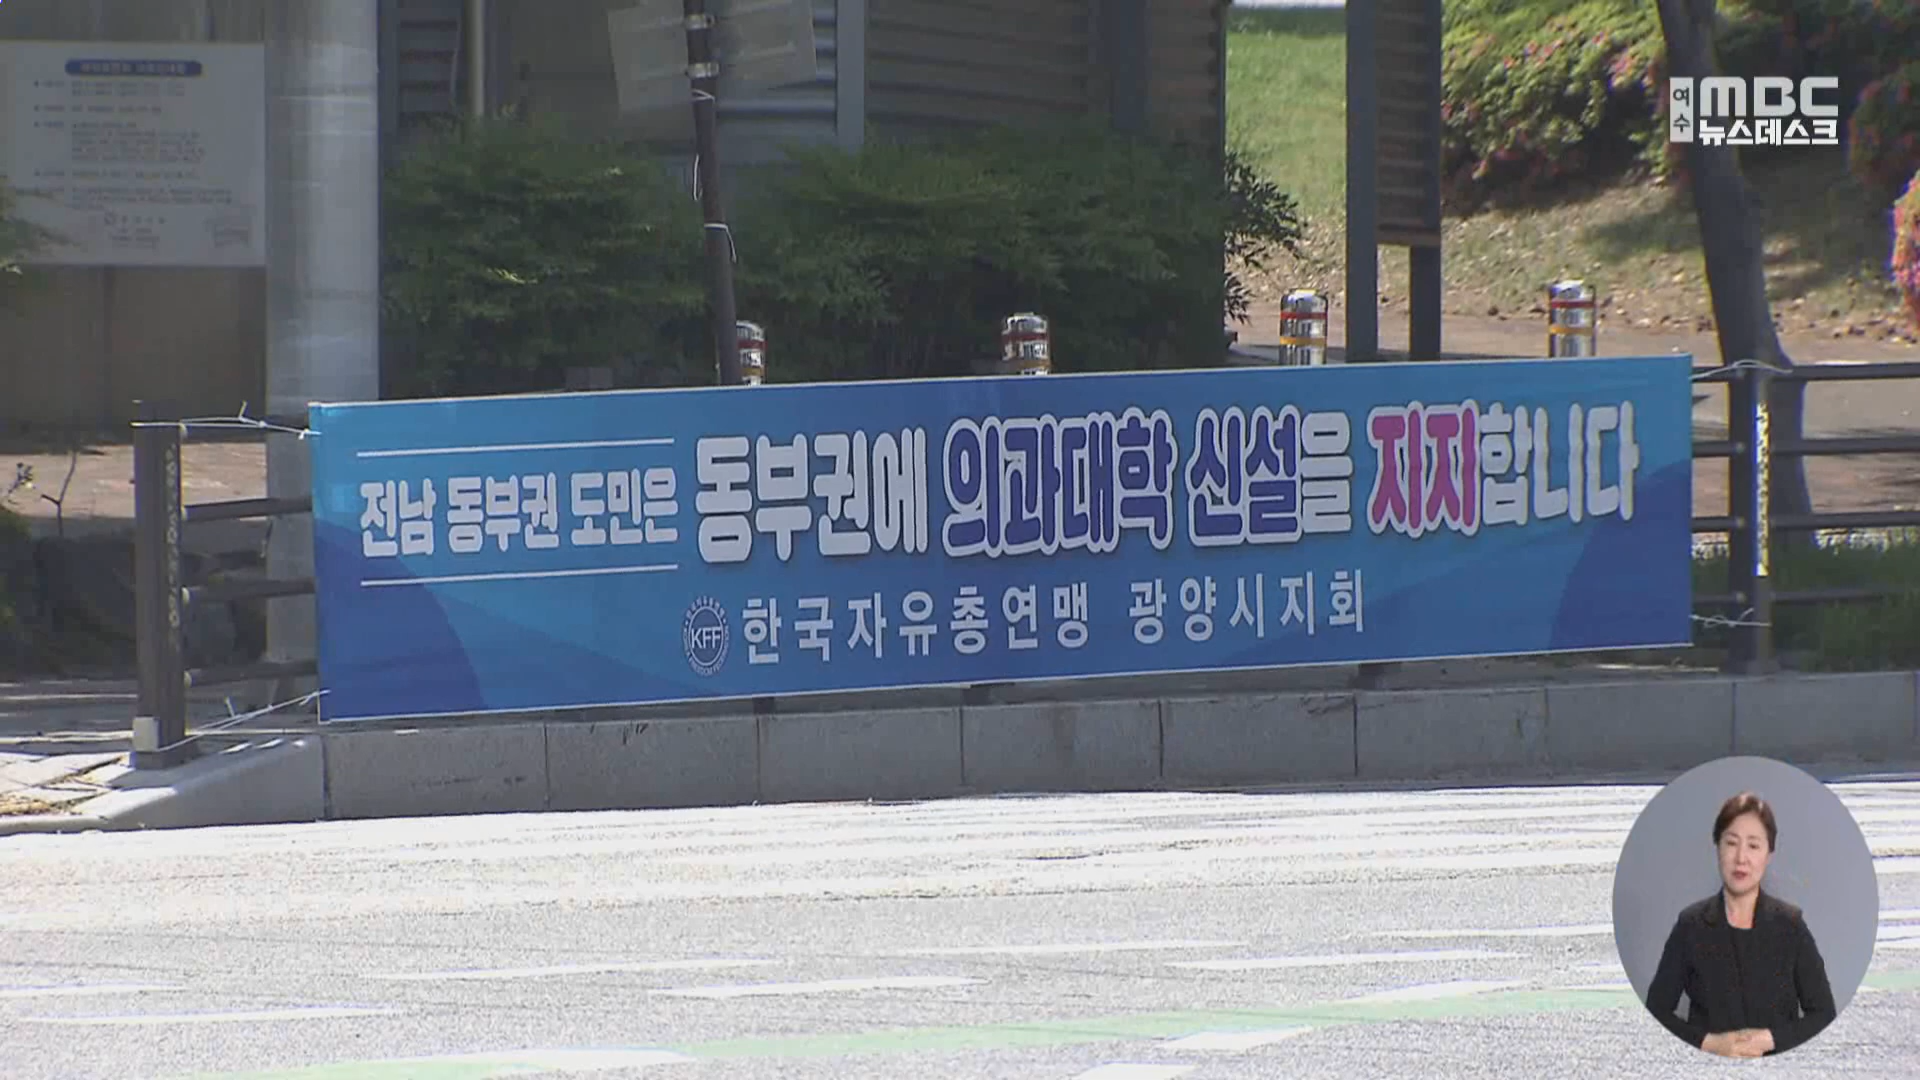 여수 MBC
뉴스데스크
전남 동부권 도민은 동부권에 의과대학 신설을 지지합니다
KFF 한국자유총연맹 광양시지회